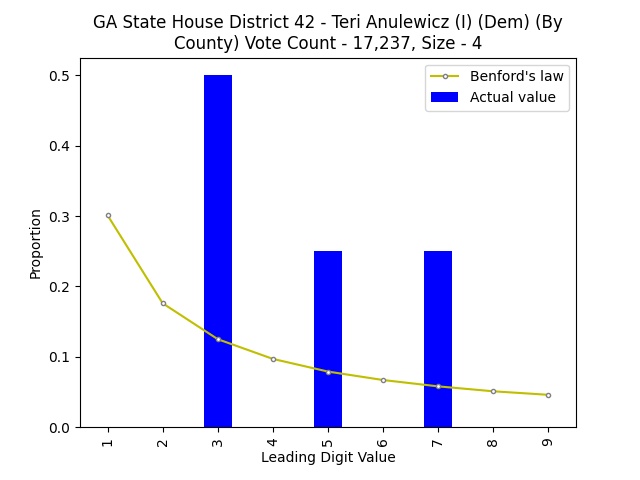 GA State House District 42 - Teri Anulewicz (I) (Dem) (By
County) Vote Count - 17,237, Size - 4
Benford's law
Actual value
0.5
0.4
0.3
0.2
0.1
0.0
Proportion
1 2 3 4 5 6 7 8 9
Leading Digit Value